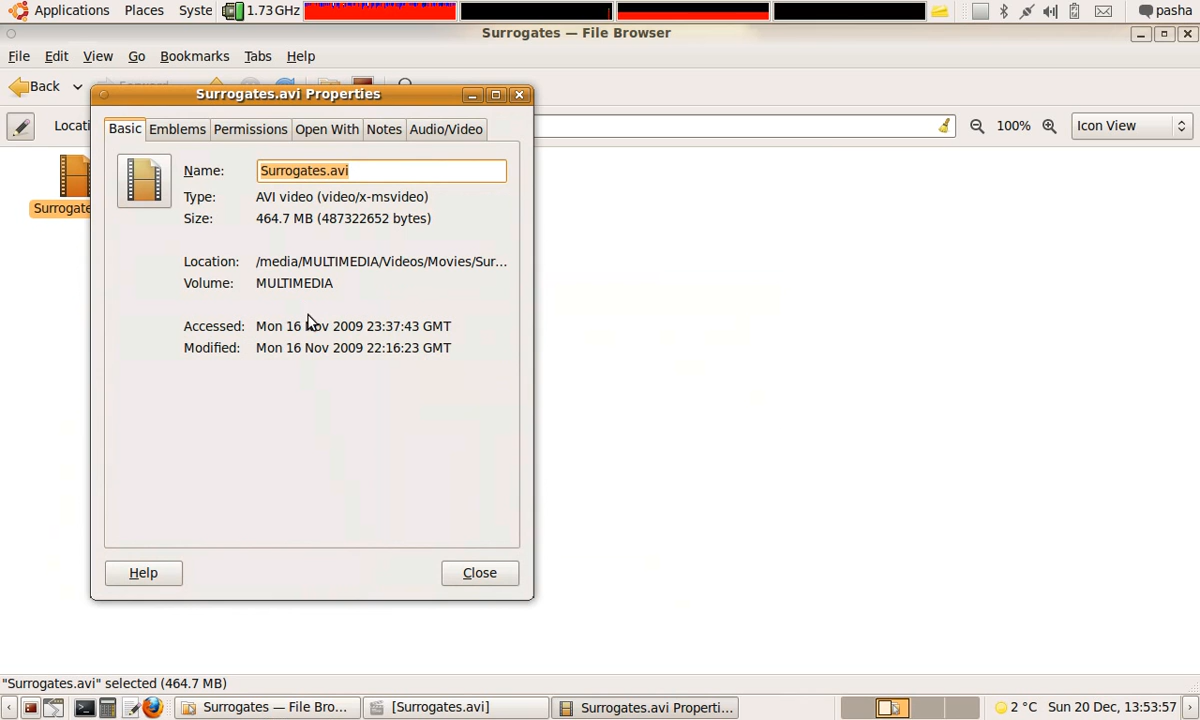 Applications Places Syste 1.73 GHz pasha
Surrogates — File Browser
File Edit View Go Bookmarks Tabs Help
Back
Surrogates.avi Properties
Locati 100% Icon View
Basic Emblems Permissions Open With Notes Audio/Video
Name: Surrogates.avi
Type: AVI video (video/x-msvideo)
Surrogate
Size: 464.7 MB (487322652 bytes)
Location: /media/MULTIMEDIA/Videos/Movies/Sur...
Volume: MULTIMEDIA
Accessed: Mon 16 Nov 2009 23:37:43 GMT
Modified: Mon 16 Nov 2009 22:16:23 GMT
Help Close
"Surrogates.avi" selected (464.7 MB)
Surrogates — File Bro... [Surrogates.avi] Surrogates.avi Properti... 2 °C Sun 20 Dec, 13:53:57